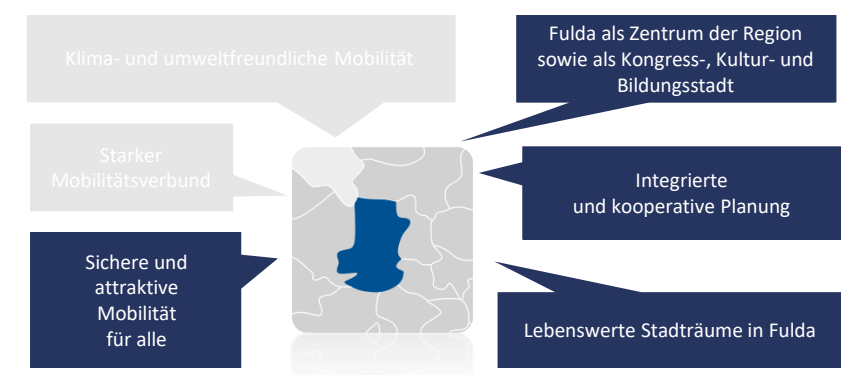 Klima- und umweltfreundliche Mobilität
Fulda als Zentrum der Region
sowie als Kongress-, Kultur- und
Bildungsstadt
Starker
Mobilitätsverbund
Integrierte
und kooperative Planung
Sichere und
attraktive
Mobilität
für alle
Lebenswerte Stadträume in Fulda